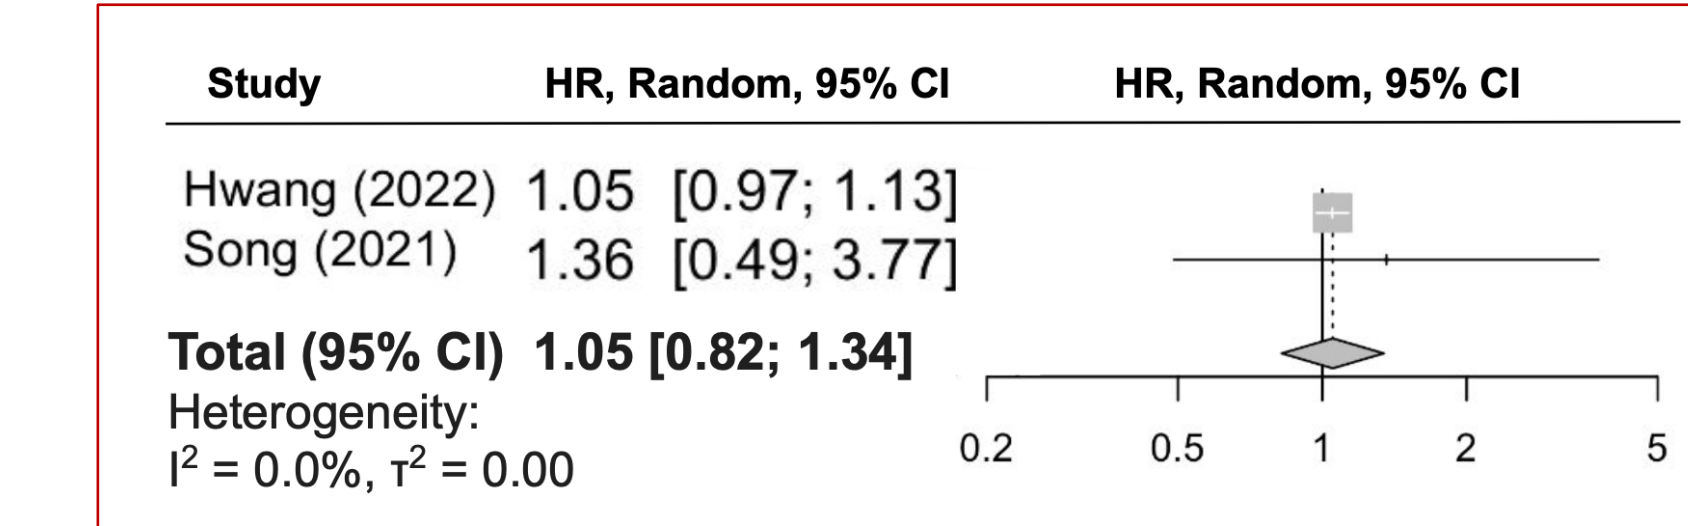 Study HR, Random, 95% CI HR, Random, 95% CI
Hwang (2022) 1.05 [0.97; 1.13]
Song (2021) 1.36 [0.49; 3.77]
Total (95% CI) 1.05 [0.82; 1.34]
Heterogeneity:
I² = 0.0%, τ² = 0.00
0.2 0.5 1 2 5